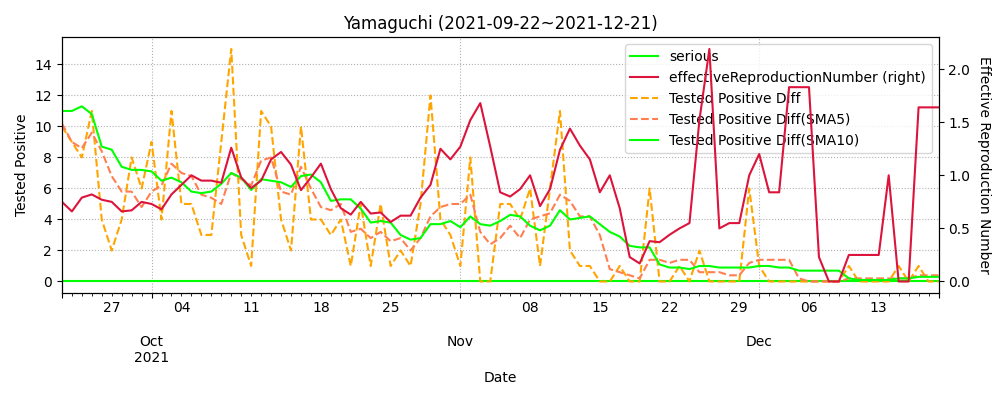 Yamaguchi (2021-09-22~2021-12-21)
serious
effectiveReproductionNumber (right)
Tested Positive Diff
Tested Positive Diff(SMA5)
Tested Positive Diff(SMA10)
Tested Positive
14
12
10
8
6
4
2
0
Effective Reproduction Number
2.0
1.5
1.0
0.5
0.0
27 04 11 18 25 08 15 22 29 06 13
Oct Nov Dec
2021
Date